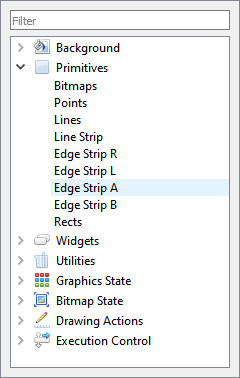 Filter
Background
Primitives
Bitmaps
Points
Lines
Line Strip
Edge Strip R
Edge Strip L
Edge Strip A
Edge Strip B
Rects
Widgets
Utilities
Graphics State
Bitmap State
Drawing Actions
Execution Control